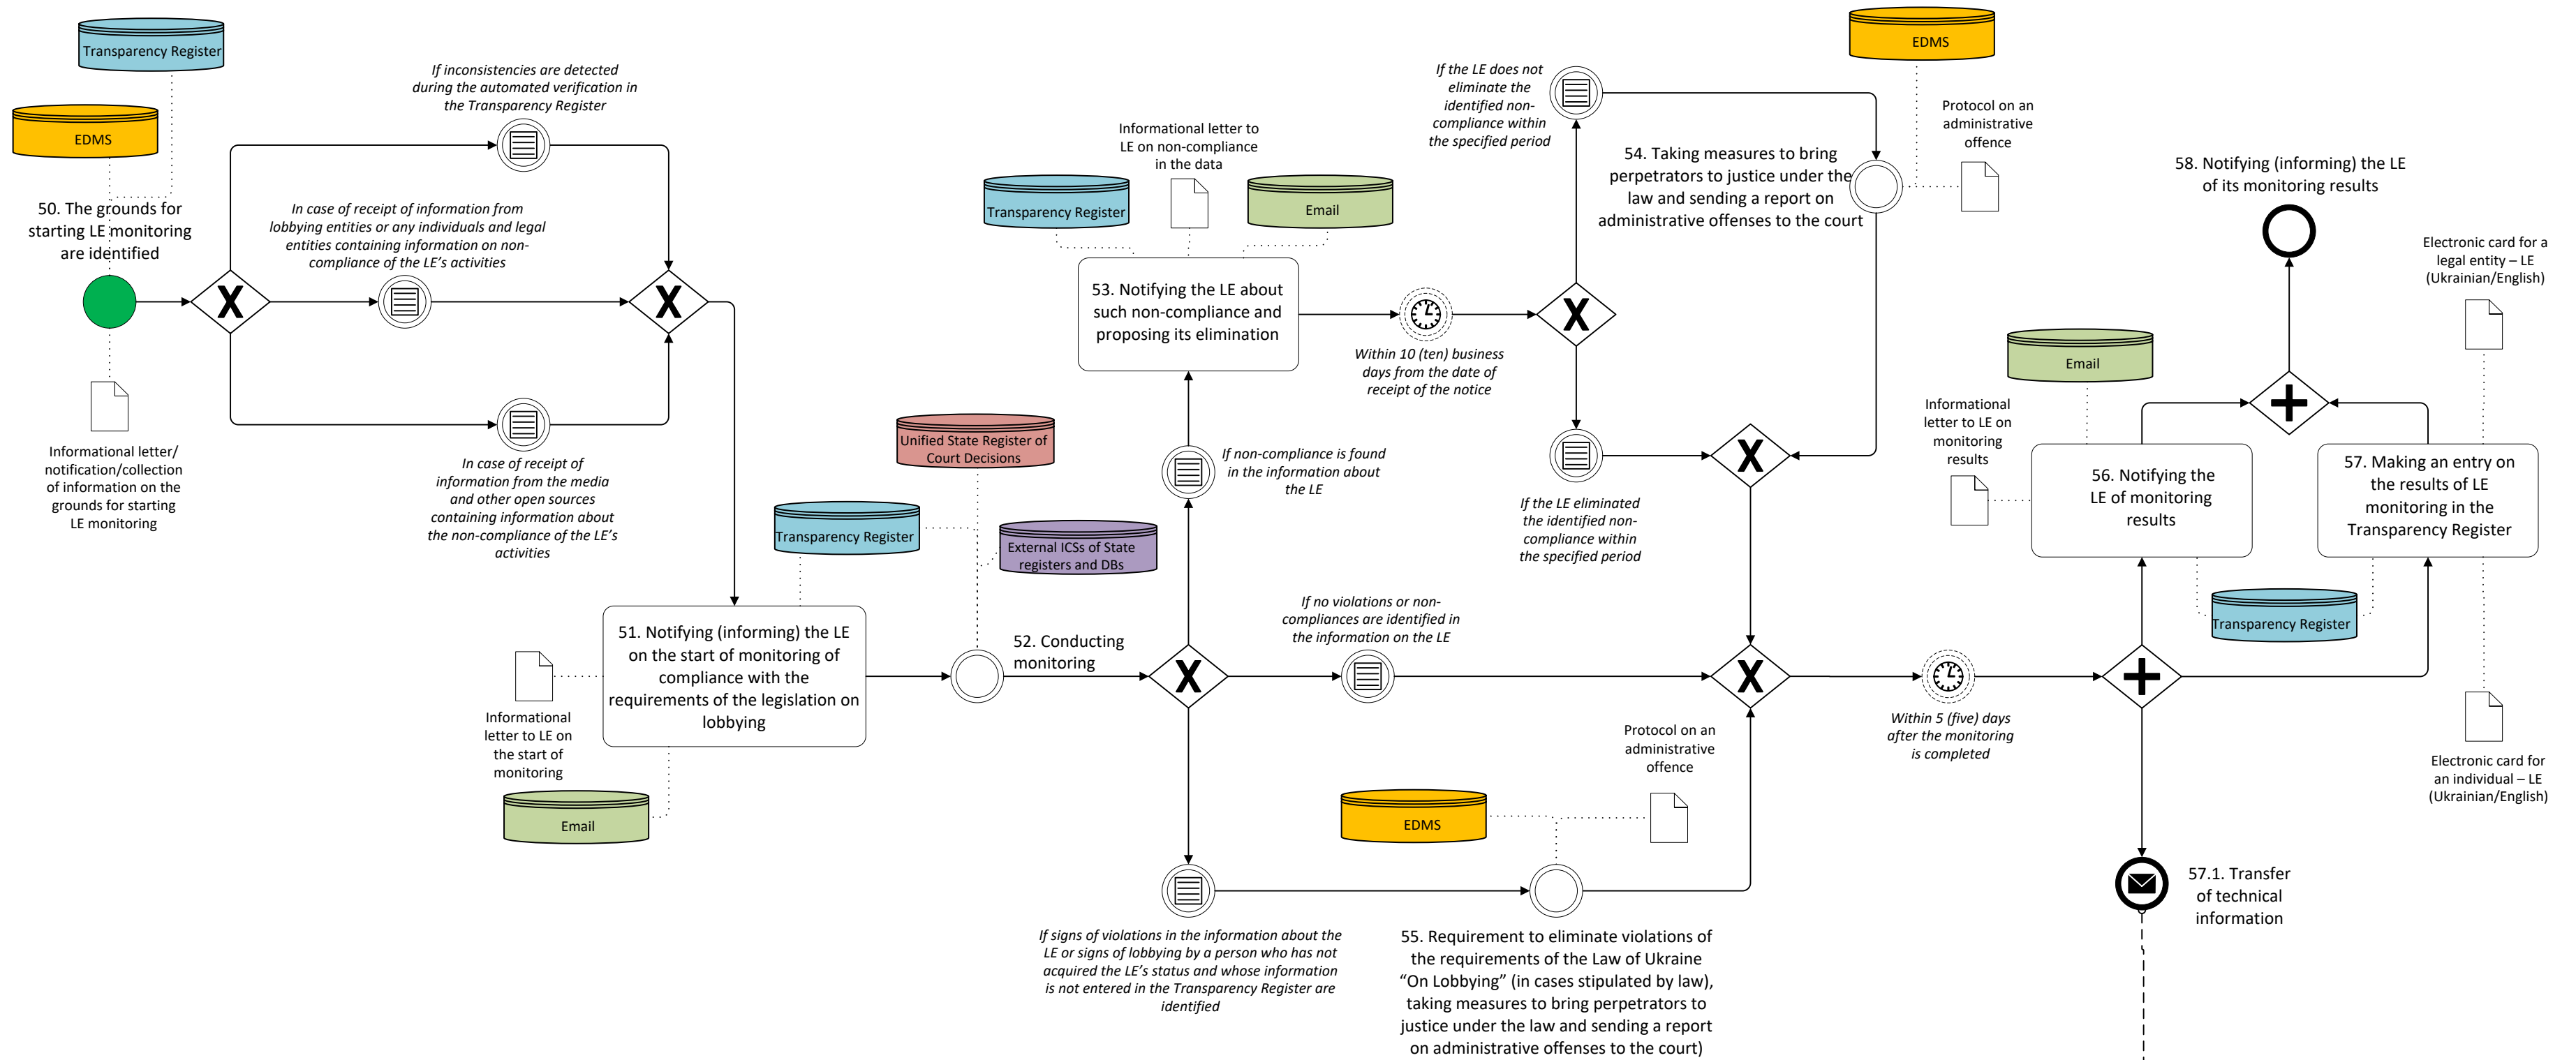 Transparency Register
EDMS
50. The grounds for
starting LE monitoring
are identified
Informational letter/
notification/collection
of information on the
grounds for starting
LE monitoring
If inconsistencies are detected
during the automated verification in
the Transparency Register
In case of receipt of information from
lobbying entities or any individuals and legal
entities containing information on non-
compliance of the LE's activities
In case of receipt of
information from the media
and other open sources
containing information about
the non-compliance of the LE's
activities
X
X
51. Notifying (informing) the LE
on the start of monitoring of
compliance with the
requirements of the legislation on
lobbying
Informational
letter to LE on
the start of
monitoring
Email
Transparency Register
Unified State Register of
Court Decisions
External ICSs of State
registers and DBs
52. Conducting
monitoring
X
If non-compliance is found
in the information about
the LE
Transparency Register
Informational letter to
LE on non-compliance
in the data
Email
53. Notifying the LE about
such non-compliance and
proposing its elimination
Within 10 (ten) business
days from the date of
receipt of the notice
X
If the LE does not
eliminate the
identified non-
compliance within
the specified period
If the LE eliminated
the identified non-
compliance within
the specified period
54. Taking measures to bring
perpetrators to justice under the
law and sending a report on
administrative offenses to the court
EDMS
Protocol on an
administrative
offence
X
If no violations or non-
compliances are identified in
the information on the LE
X
If signs of violations in the information about the
LE or signs of lobbying by a person who has not
acquired the LE's status and whose information
is not entered in the Transparency Register are
identified
EDMS
Protocol on an
administrative
offence
55. Requirement to eliminate violations of
the requirements of the Law of Ukraine
“On Lobbying” (in cases stipulated by law),
taking measures to bring perpetrators to
justice under the law and sending a report
on administrative offenses to the court)
Within 5 (five) days
after the monitoring
is completed
Email
Informational
letter to LE on
monitoring
results
56. Notifying the
LE of monitoring
results
57. Making an entry on
the results of LE
monitoring in the
Transparency Register
Transparency Register
Electronic card for a
legal entity – LE
(Ukrainian/English)
Electronic card for
an individual – LE
(Ukrainian/English)
58. Notifying (informing) the LE
of its monitoring results
57.1. Transfer
of technical
information